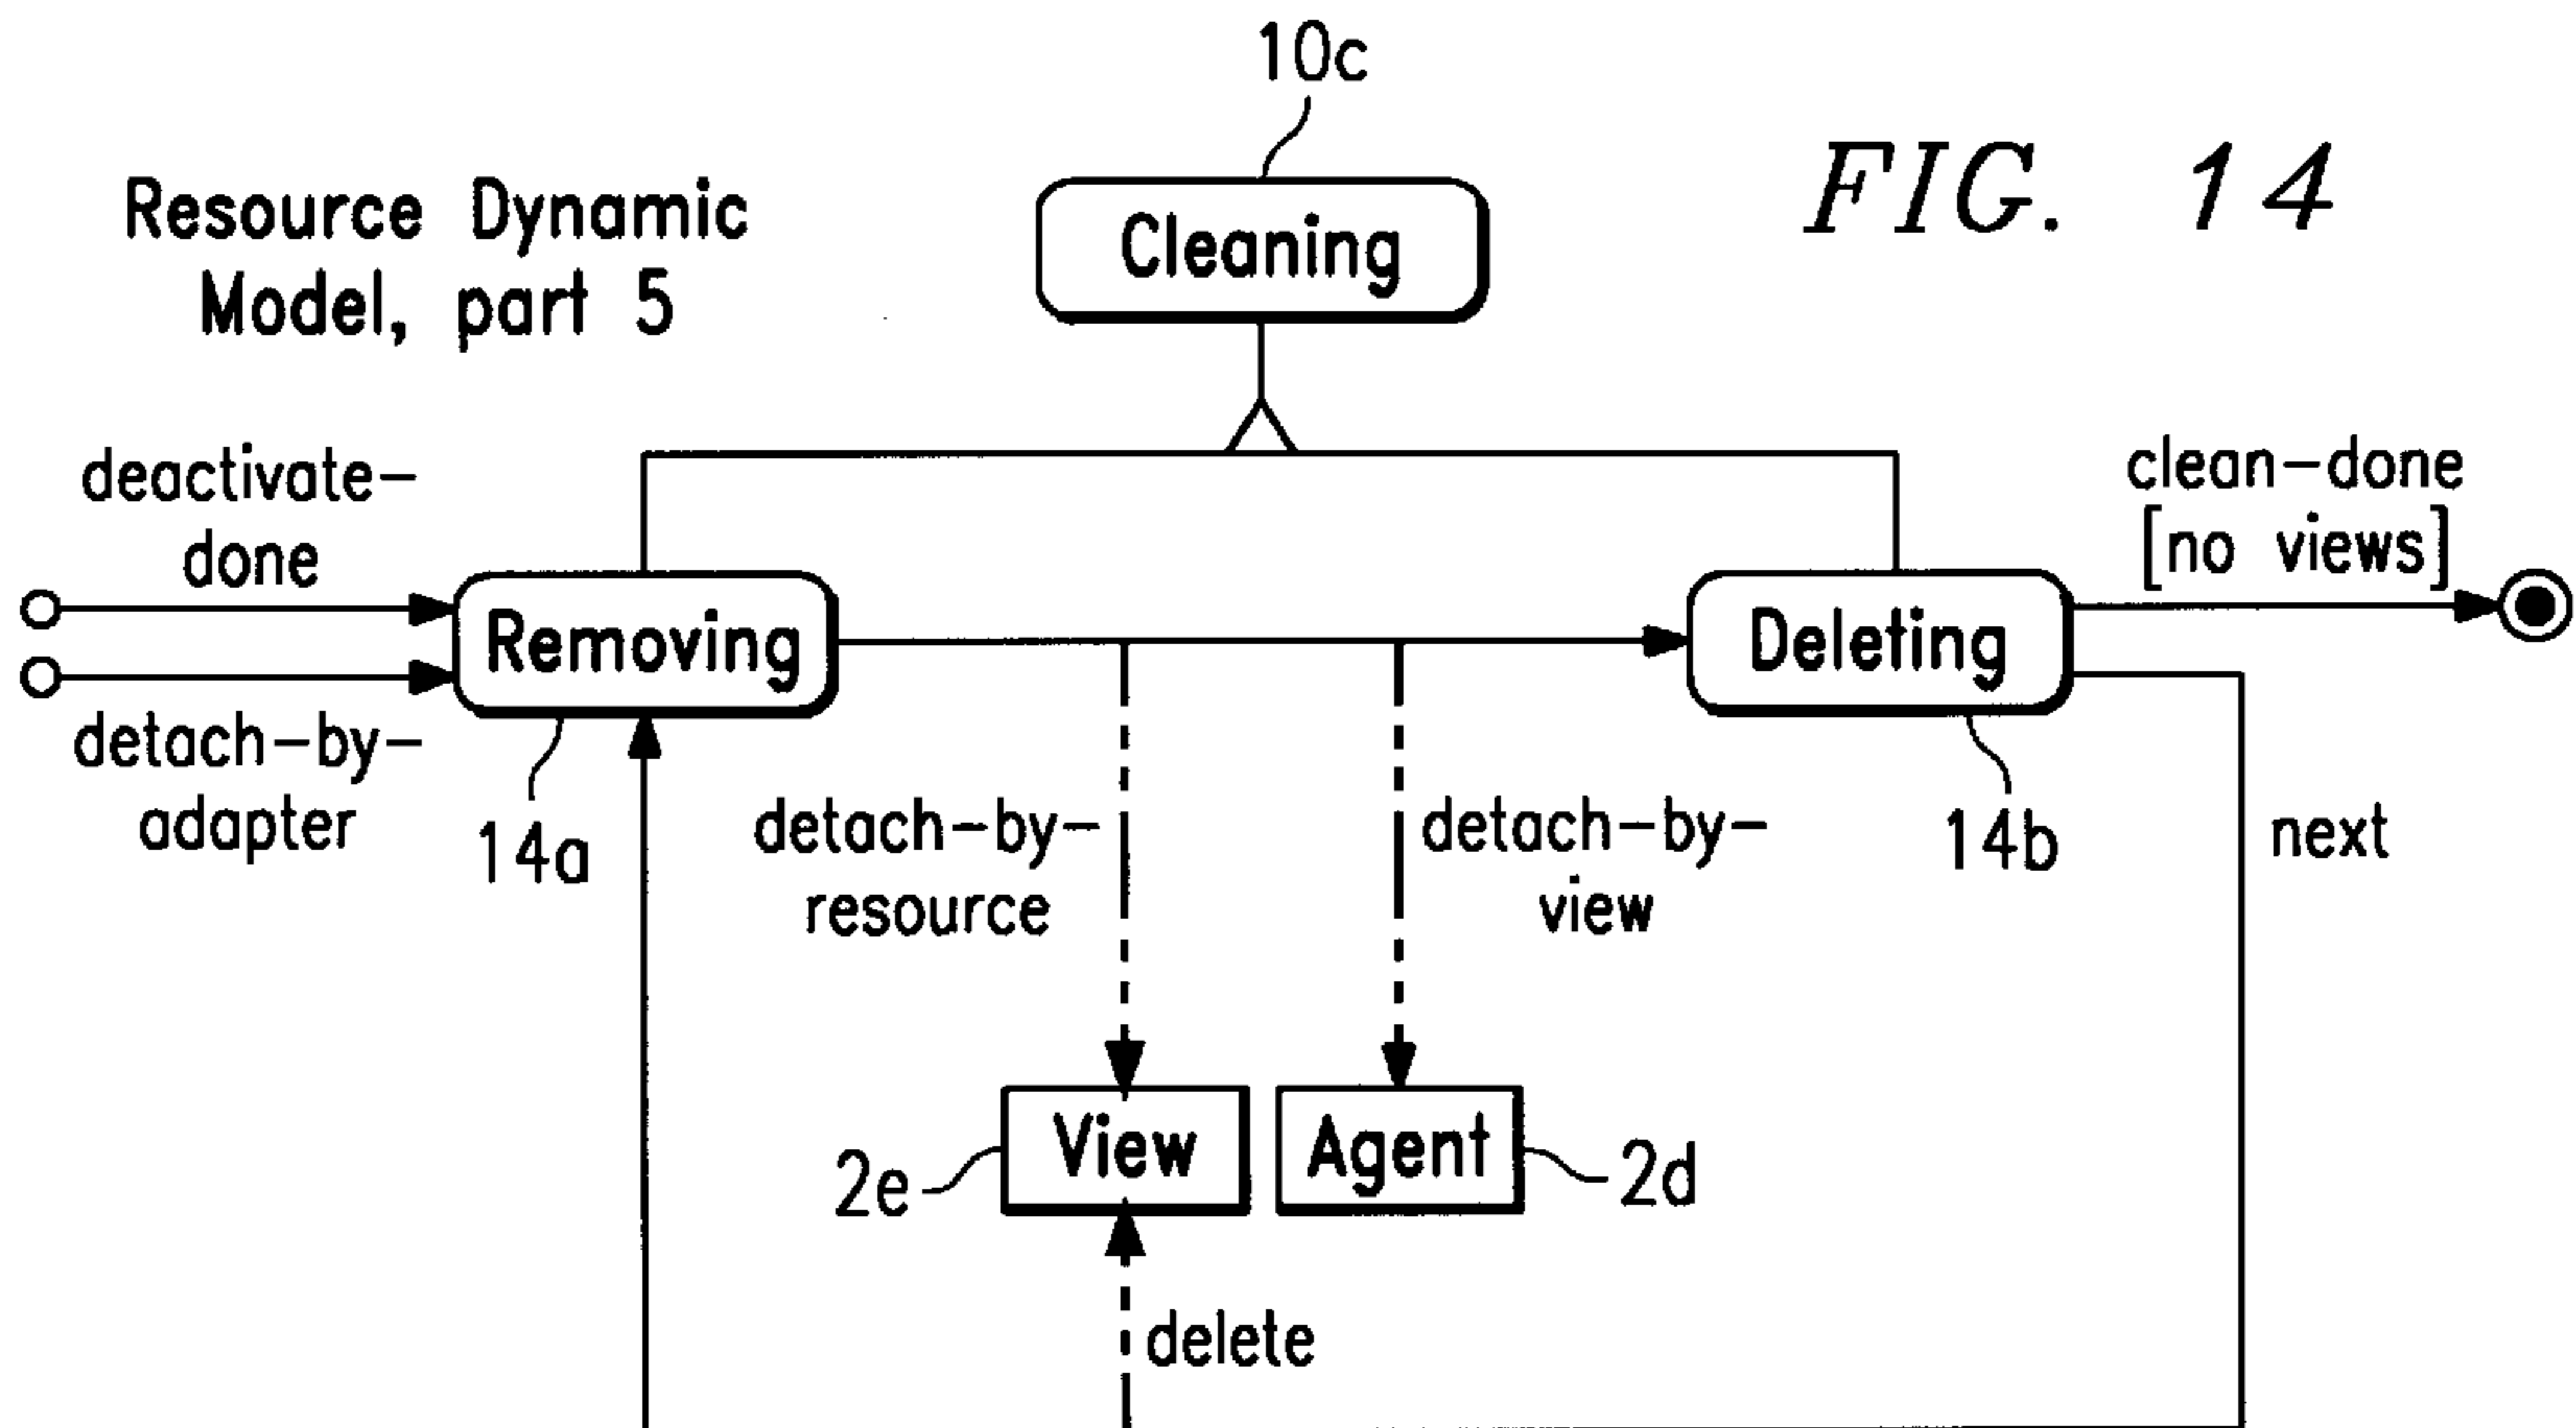 10c
FIG. 14
Resource Dynamic
Model, part 5
Cleaning
deactivate-
done
clean-done
[no views]
Removing
Deleting
detach-by-
adapter
14a
detach-by-
resource
detach-by-
view
14b
next
2e
View
Agent
2d
delete